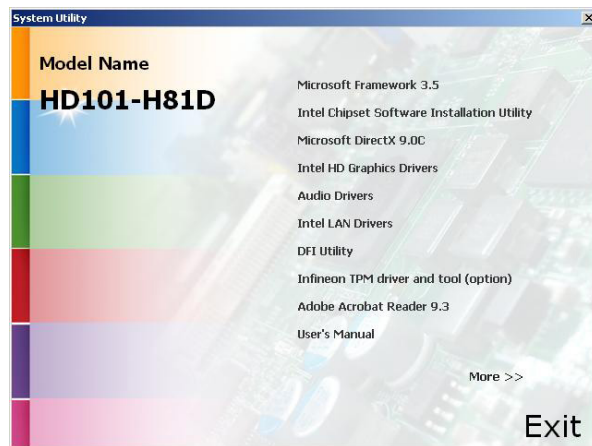 System Utility
Model Name
HD101-H81D
Microsoft Framework 3.5
Intel Chipset Software Installation Utility
Microsoft DirectX 9.0C
Intel HD Graphics Drivers
Audio Drivers
Intel LAN Drivers
DFI Utility
Infineon TPM driver and tool (option)
Adobe Acrobat Reader 9.3
User's Manual
More >>
Exit